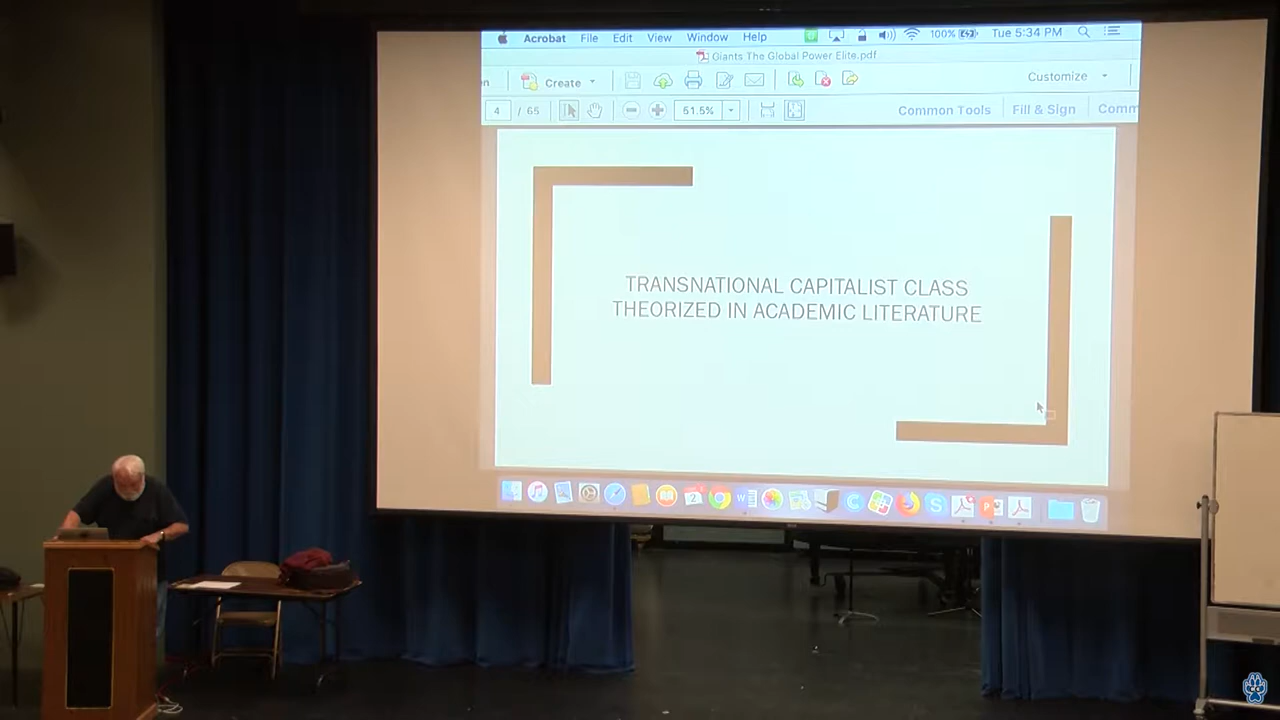 Acrobat File Edit View Window Help 100% Tue 5:34 PM
Giants The Global Power Elite.pdf
Create Customize
4 / 65 51.5% Common Tools Fill & Sign Comm
TRANSNATIONAL CAPITALIST CLASS
THEORIZED IN ACADEMIC LITERATURE